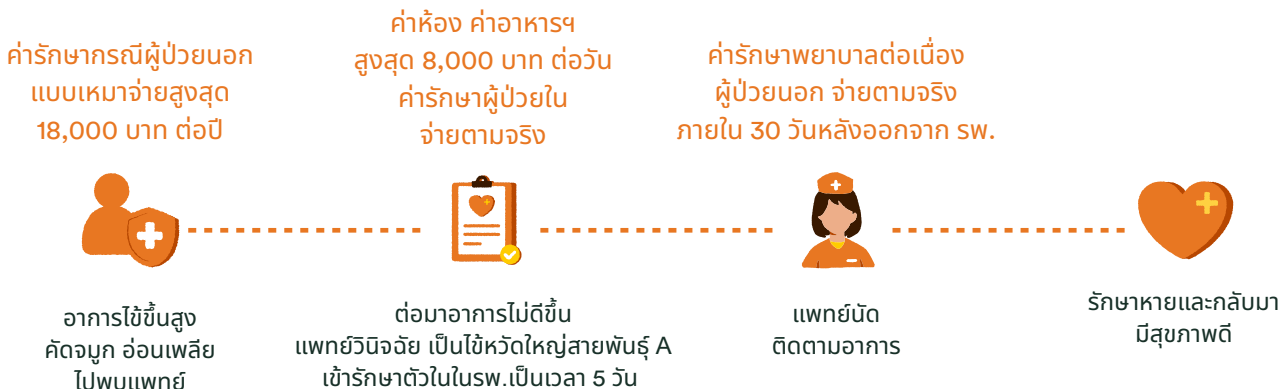 ค่ารักษากรณีผู้ป่วยนอก
แบบเหมาจ่ายสูงสุด
18,000 บาท ต่อปี
ค่าห้อง ค่าอาหารฯ
สูงสุด 8,000 บาท ต่อวัน
ค่ารักษาผู้ป่วยใน
จ่ายตามจริง
ค่ารักษาพยาบาลต่อเนื่อง
ผู้ป่วยนอก จ่ายตามจริง
ภายใน 30 วันหลังออกจาก รพ.
อาการไข้ขึ้นสูง
คัดจมูก อ่อนเพลีย
ไปพบแพทย์
ต่อมาอาการไม่ดีขึ้น
แพทย์วินิจฉัย เป็นไข้หวัดใหญ่สายพันธุ์ A
เข้ารักษาตัวในในรพ.เป็นเวลา 5 วัน
แพทย์นัด
ติดตามอาการ
รักษาหายและกลับมา
มีสุขภาพดี